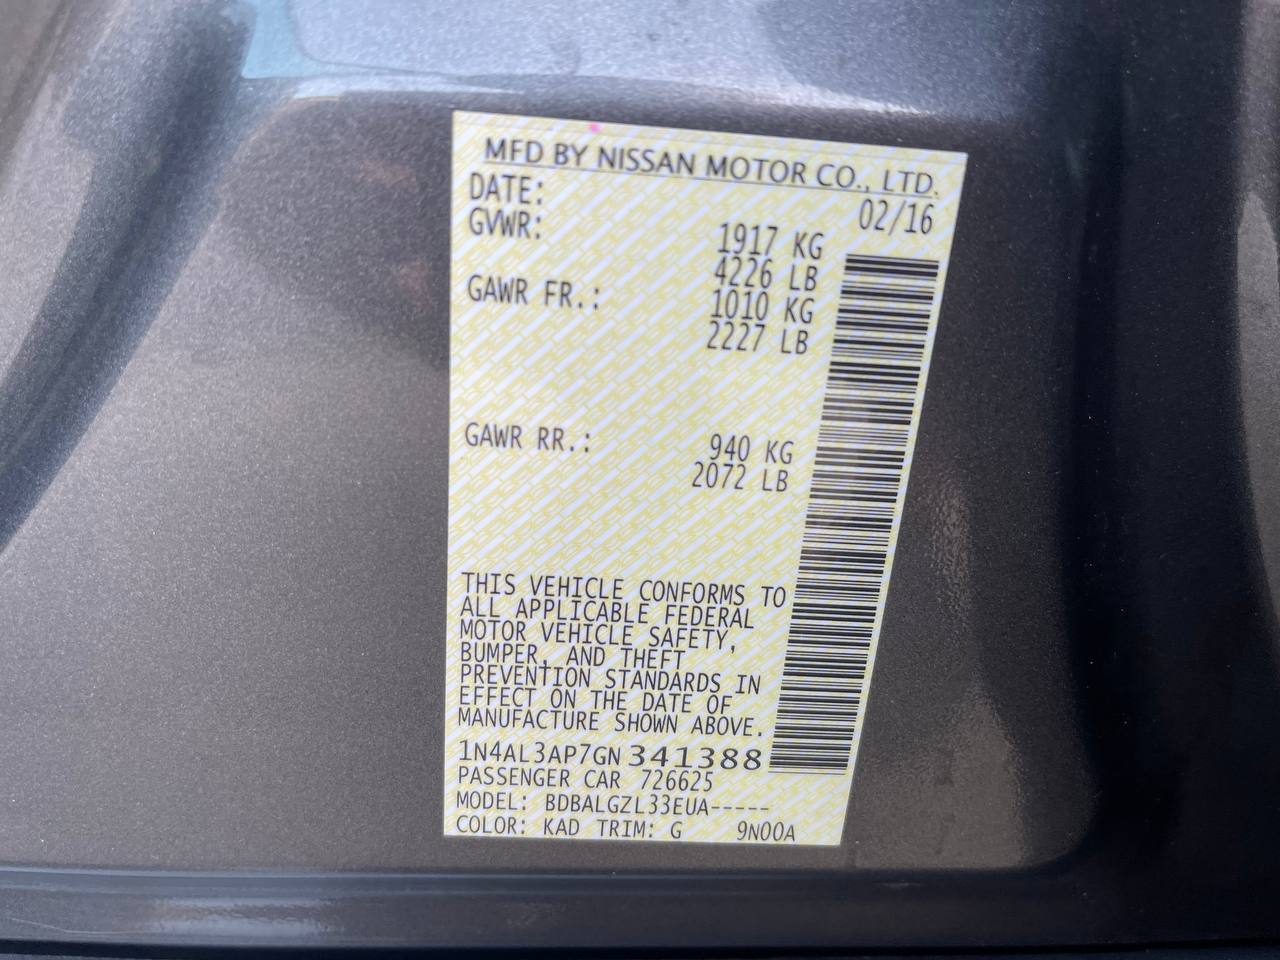 MFD BY NISSAN MOTOR CO., LTD.
DATE: 02/16
GVWR: 1917 KG
4226 LB
GAWR FR.: 1010 KG
2227 LB
GAWR RR.: 940 KG
2072 LB
THIS VEHICLE CONFORMS TO
ALL APPLICABLE FEDERAL
MOTOR VEHICLE SAFETY,
BUMPER, AND THEFT
PREVENTION STANDARDS IN
EFFECT ON THE DATE OF
MANUFACTURE SHOWN ABOVE.
1N4AL3AP7GN341388
PASSENGER CAR 726625
MODEL: BDBALGZL33EUA-----
COLOR: KAD TRIM: G 9N00A